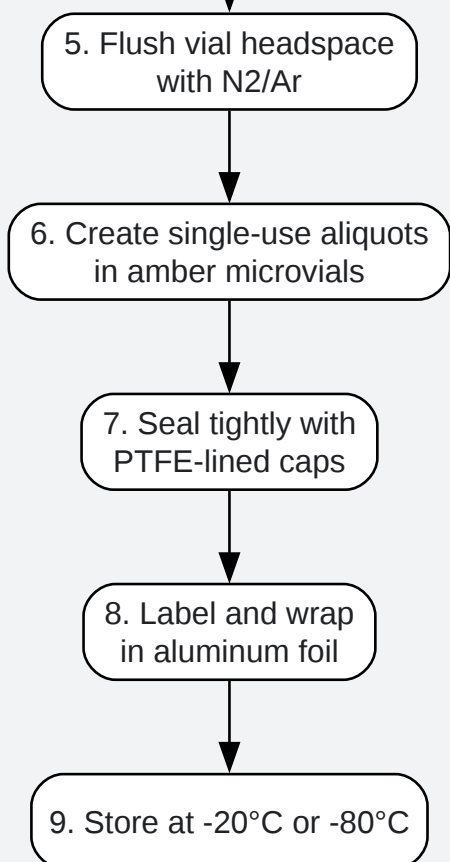 5. Flush vial headspace
with N2/Ar
6. Create single-use aliquots
in amber microvials
7. Seal tightly with
PTFE-lined caps
8. Label and wrap
in aluminum foil
9. Store at -20°C or -80°C